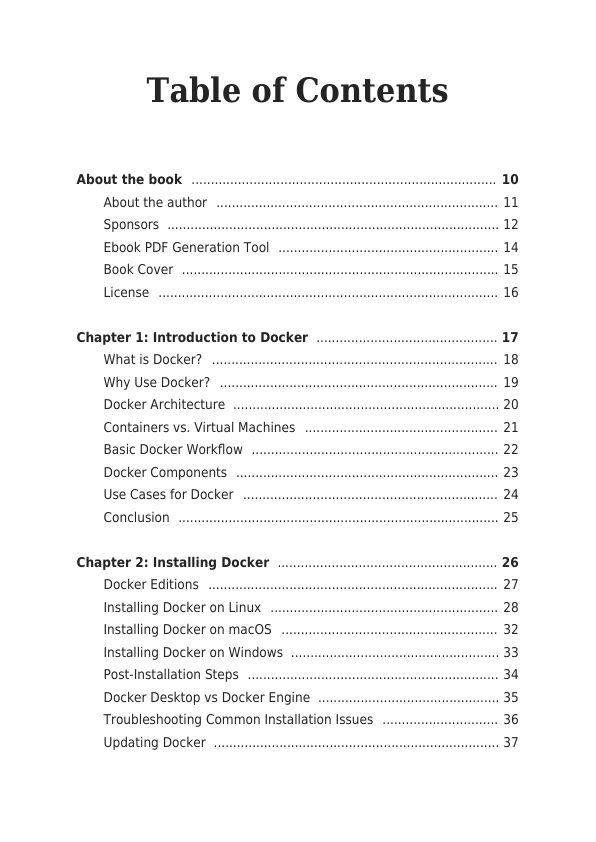 Table of Contents
About the book ........................................................................ 10
About the author ........................................................................ 11
Sponsors ........................................................................ 12
Ebook PDF Generation Tool ........................................................................ 14
Book Cover ........................................................................ 15
License ........................................................................ 16
Chapter 1: Introduction to Docker ........................................................................ 17
What is Docker? ........................................................................ 18
Why Use Docker? ........................................................................ 19
Docker Architecture ........................................................................ 20
Containers vs. Virtual Machines ........................................................................ 21
Basic Docker Workflow ........................................................................ 22
Docker Components ........................................................................ 23
Use Cases for Docker ........................................................................ 24
Conclusion ........................................................................ 25
Chapter 2: Installing Docker ........................................................................ 26
Docker Editions ........................................................................ 27
Installing Docker on Linux ........................................................................ 28
Installing Docker on macOS ........................................................................ 32
Installing Docker on Windows ........................................................................ 33
Post-Installation Steps ........................................................................ 34
Docker Desktop vs Docker Engine ........................................................................ 35
Troubleshooting Common Installation Issues .............................. 36
Updating Docker ........................................................................ 37